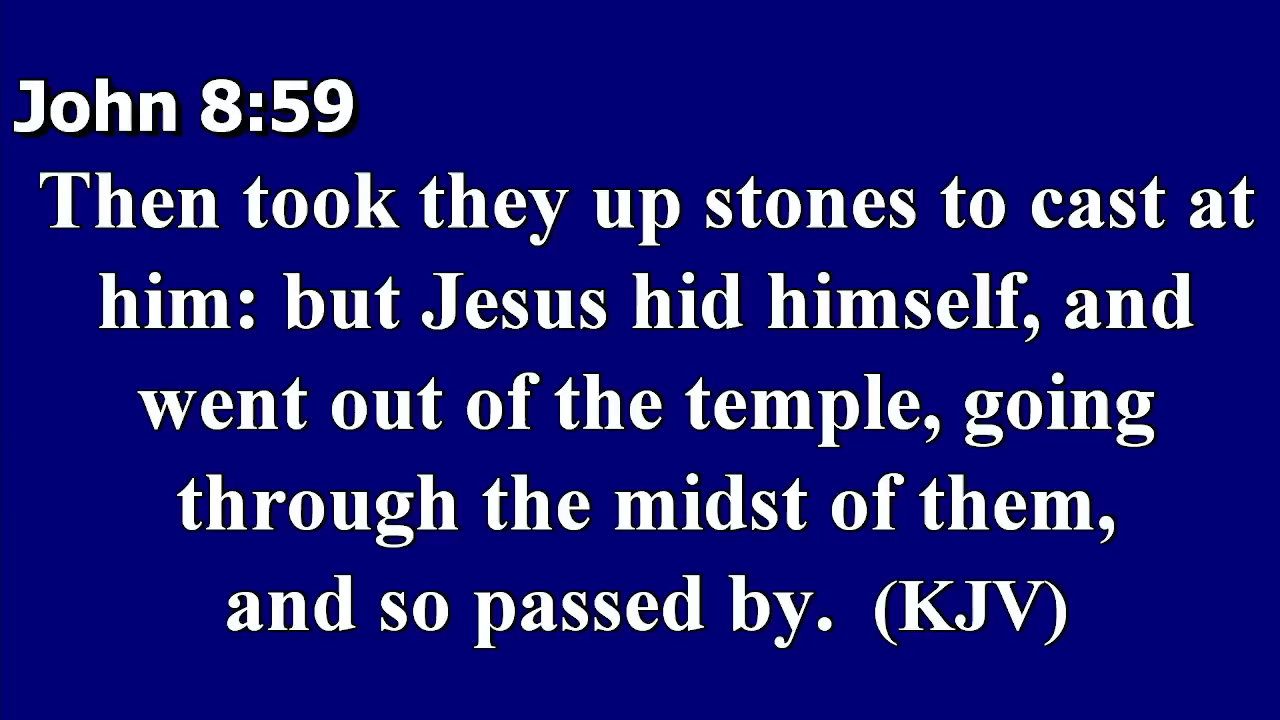 John 8:59
Then took they up stones to cast at
him: but Jesus hid himself, and
went out of the temple, going
through the midst of them,
and so passed by.  (KJV)